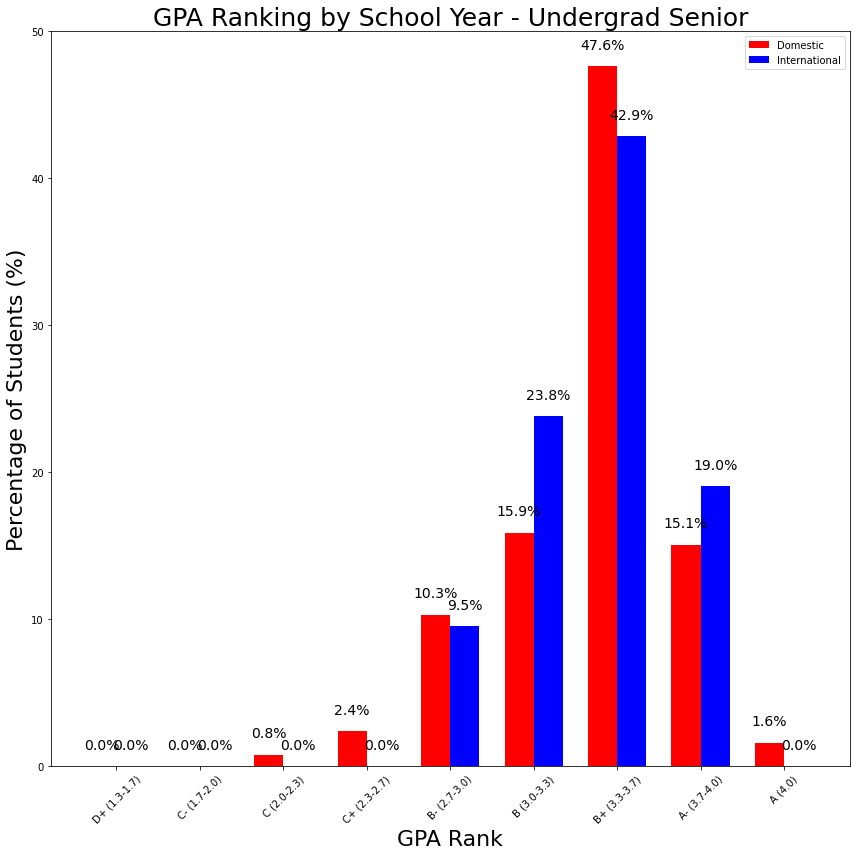 GPA Ranking by School Year - Undergrad Senior
Domestic
International
Percentage of Students (%)
50
40
30
20
10
0
0.0%
0.0%
0.0%
0.0%
0.8%
0.0%
2.4%
0.0%
10.3%
9.5%
15.9%
23.8%
47.6%
42.9%
15.1%
19.0%
1.6%
0.0%
D+ (1.3-1.7)
C- (1.7-2.0)
C (2.0-2.3)
C+ (2.3-2.7)
B- (2.7-3.0)
B (3.0-3.3)
B+ (3.3-3.7)
A- (3.7-4.0)
A (4.0)
GPA Rank